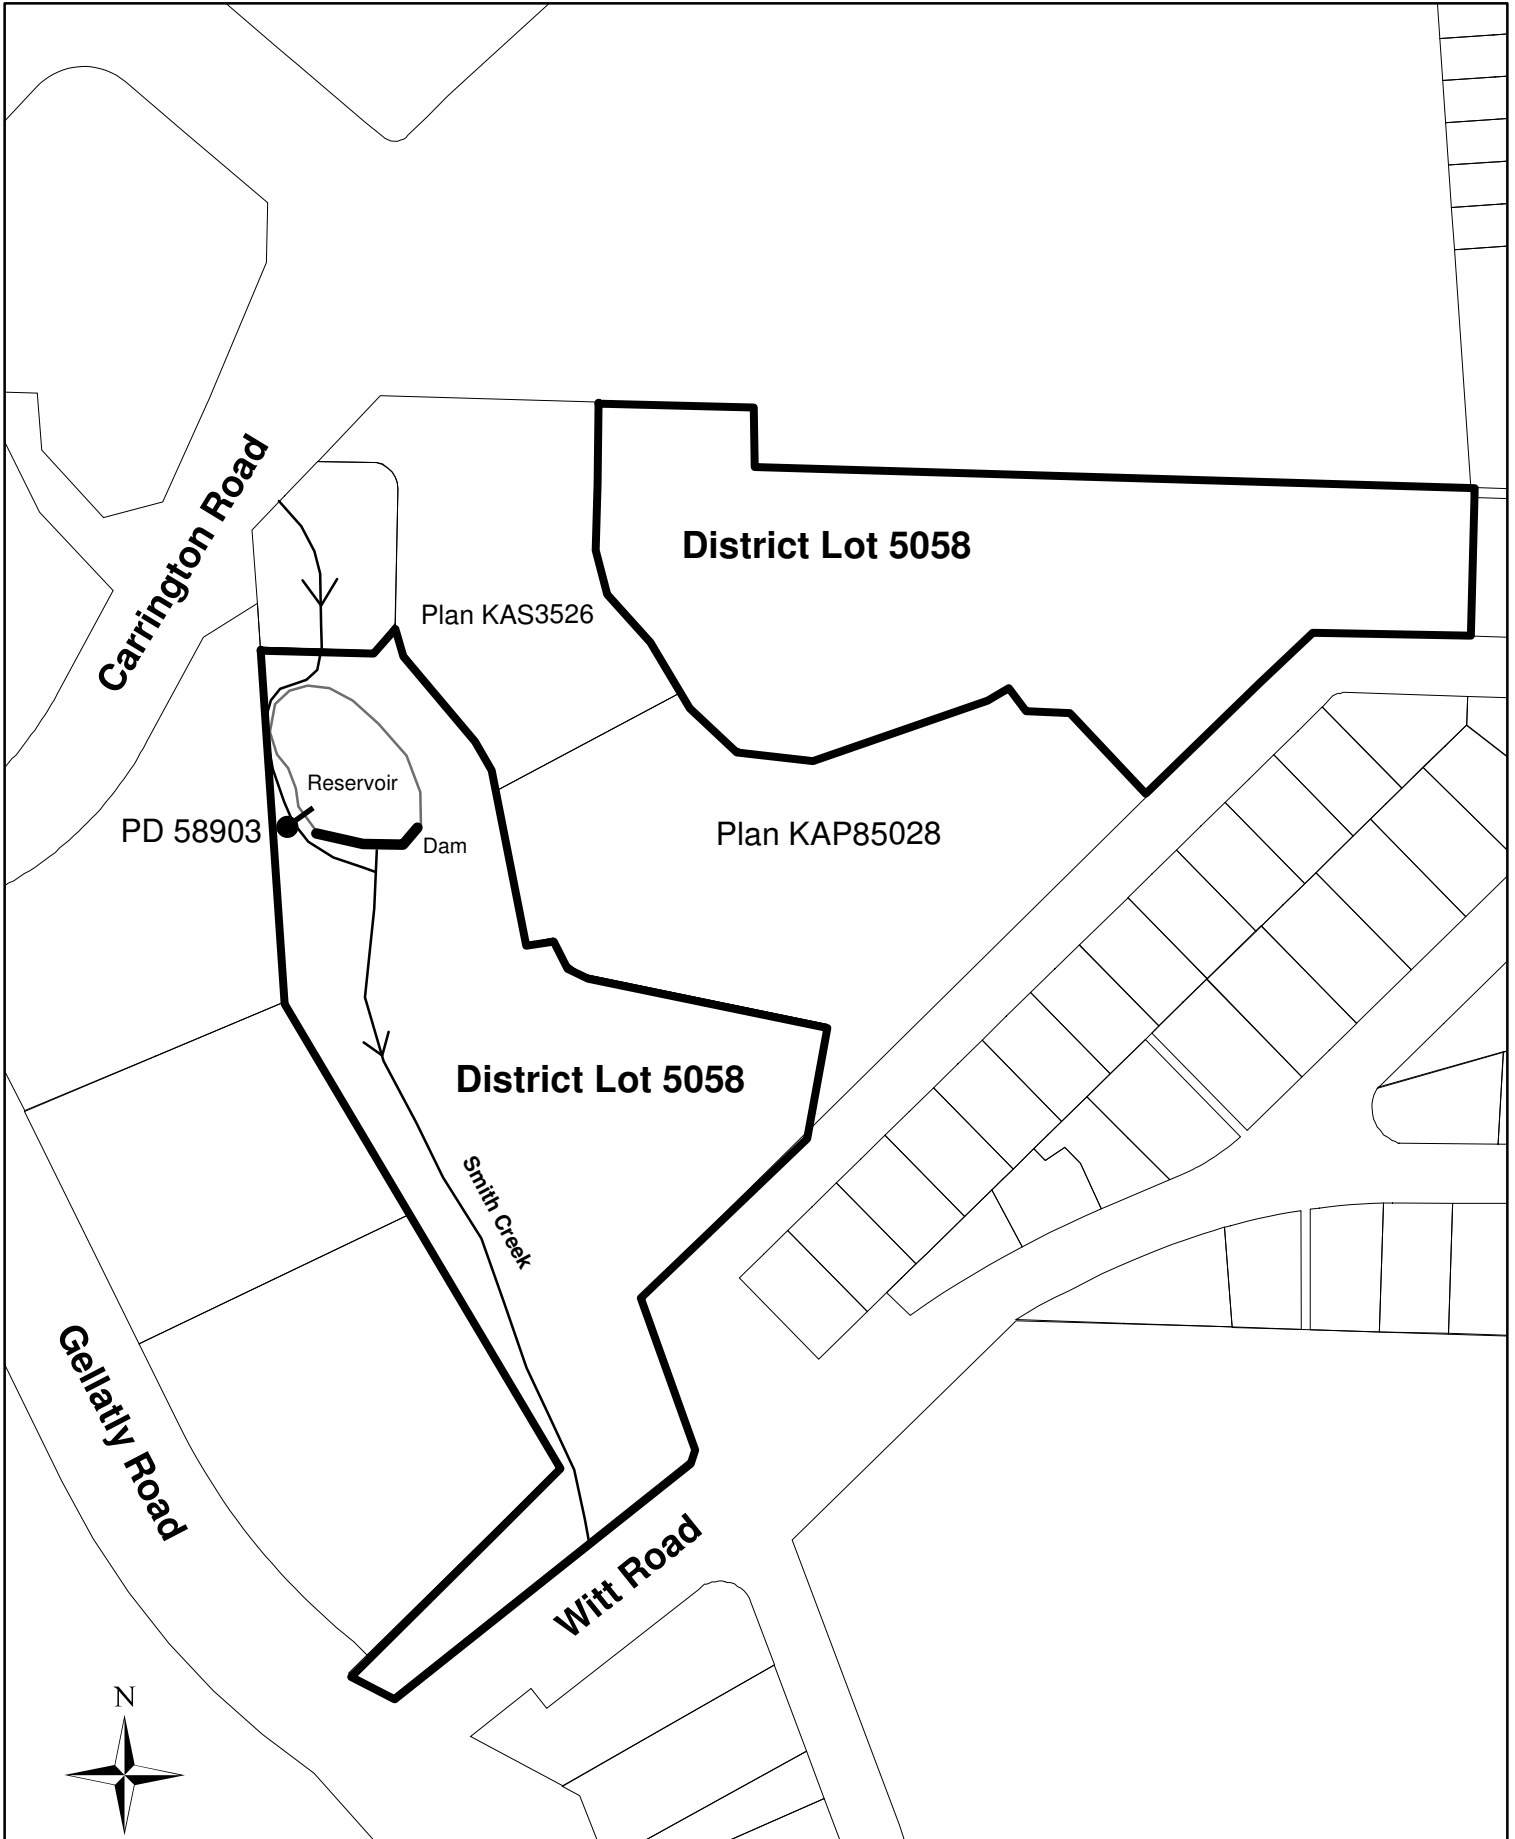 Carrington Road
District Lot 5058
Plan KAS3526
Reservoir
PD 58903
Dam
Plan KAP85028
District Lot 5058
Smith Creek
Gellatly Road
Witt Road
N